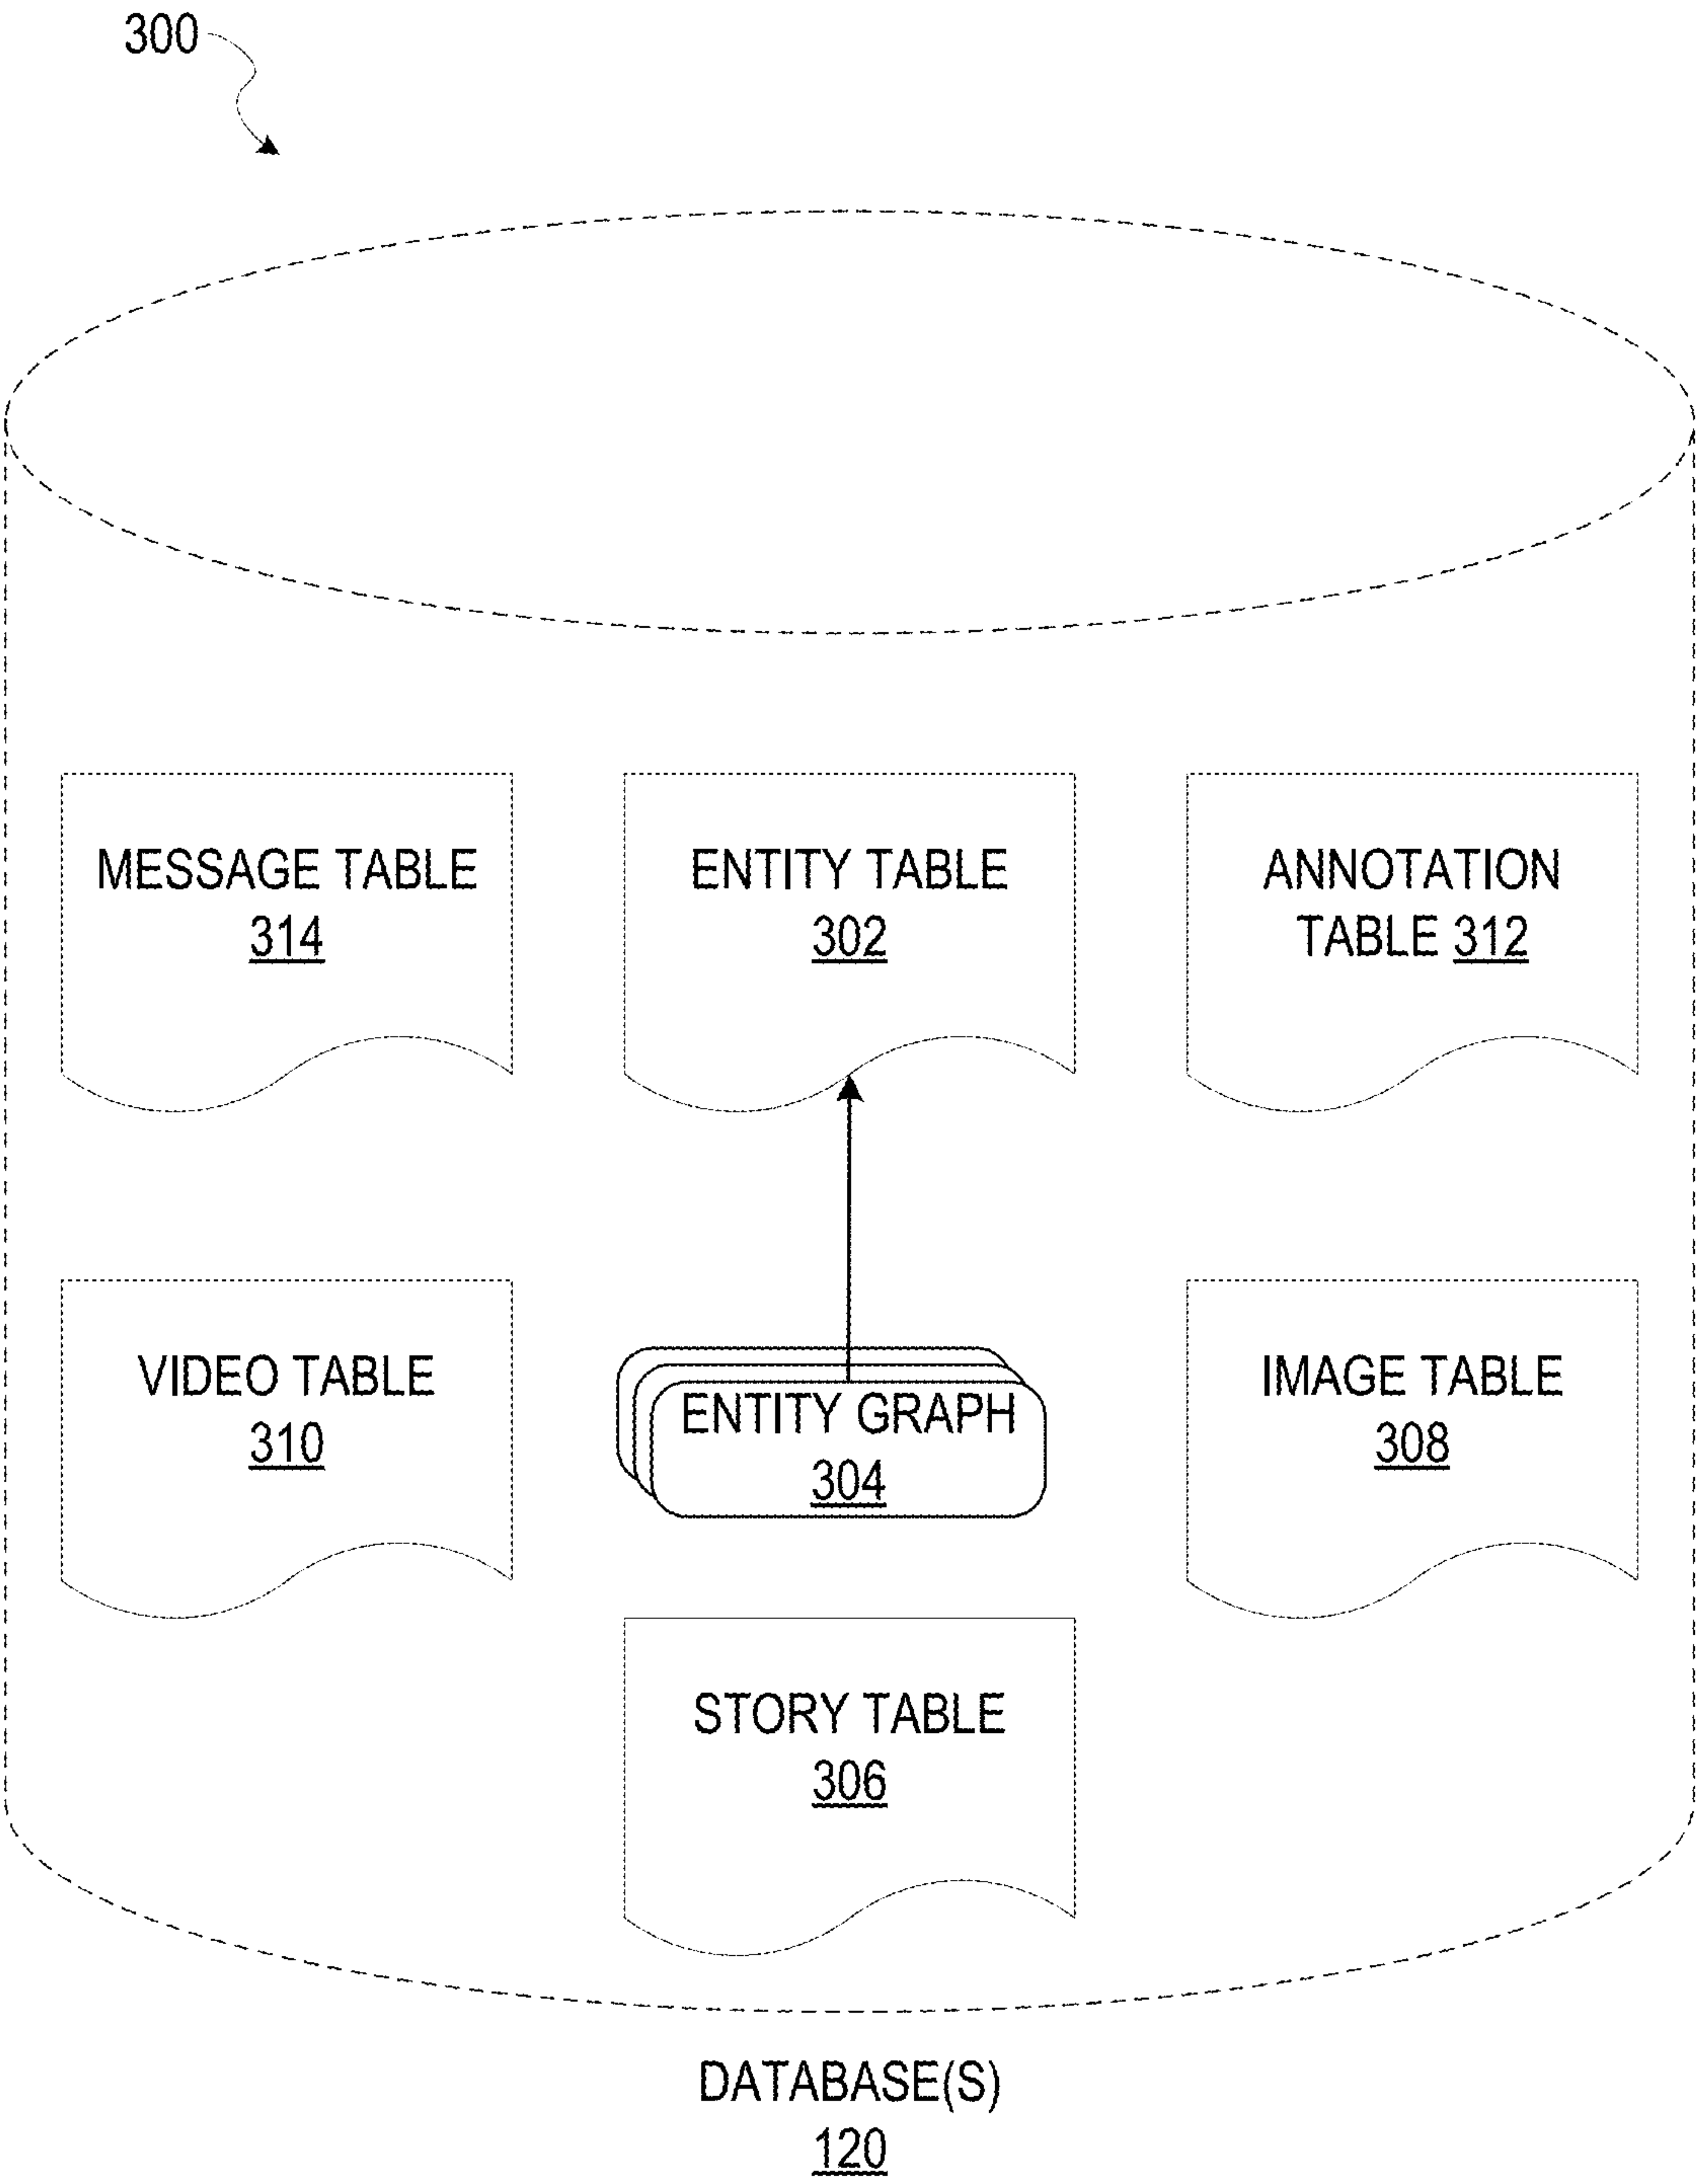 300
MESSAGE TABLE
314
ENTITY TABLE
302
ANNOTATION
TABLE 312
VIDEO TABLE
310
ENTITY GRAPH
304
IMAGE TABLE
308
STORY TABLE
306
DATABASE(S)
120